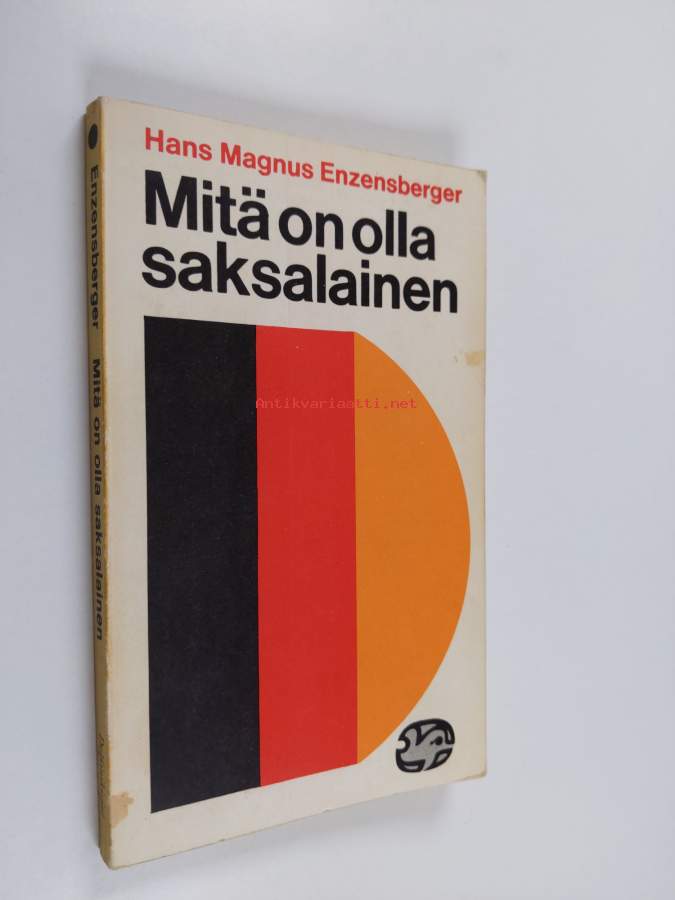 Hans Magnus Enzensberger
Mitä on olla
saksalainen
Antikvariaatti.net
Enzensberger Mitä on olla saksalainen